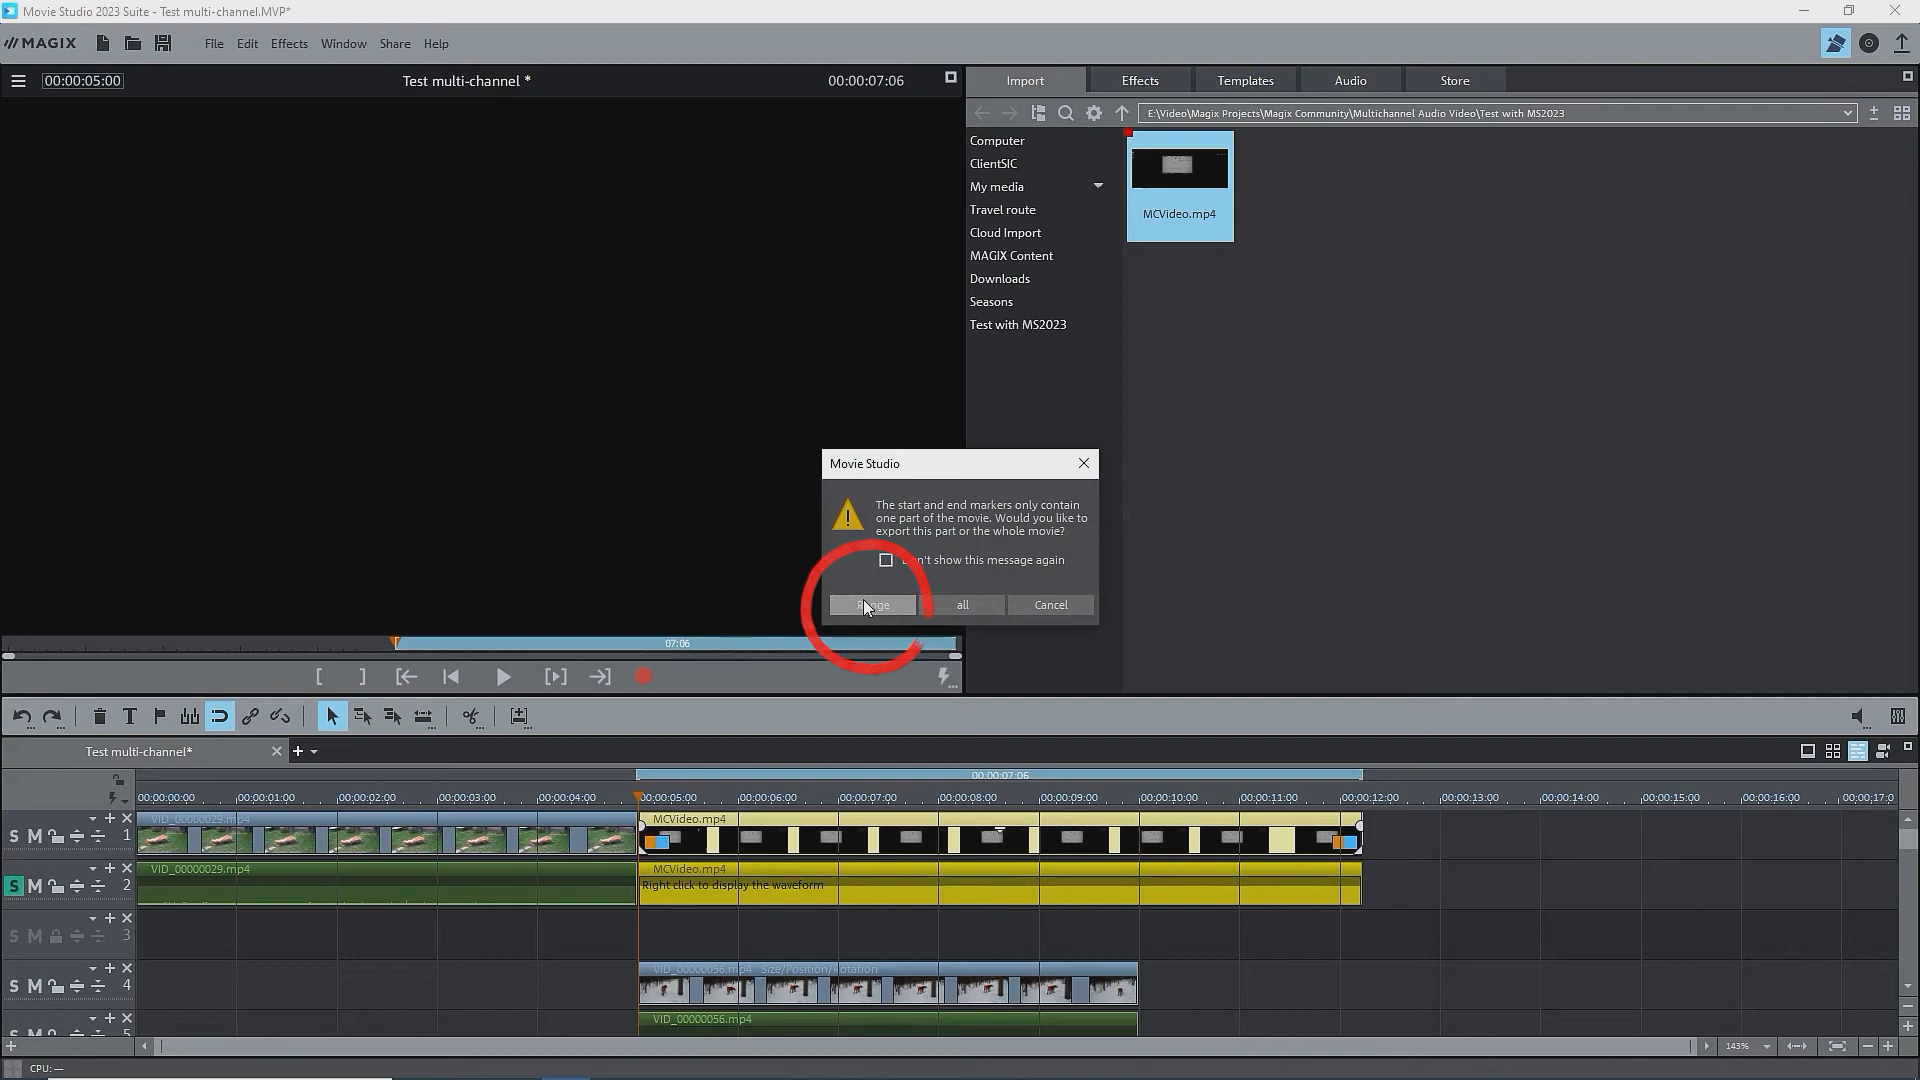 Movie Studio 2023 Suite - Test multi-channel.MVP*
MAGIX File Edit Effects Window Share Help
00:00:05:00 Test multi-channel * 00:00:07:06
Import Effects Templates Audio Store
E:\Video\Magix Projects\Magix Community\Multichannel Audio Video\Test with MS2023
Computer
ClientSIC
My media
Travel route
Cloud Import
MAGIX Content
Downloads
Seasons
Test with MS2023
MCVideo.mp4
Movie Studio
The start and end markers only contain
one part of the movie. Would you like to
export this part or the whole movie?
Don't show this message again
Range all Cancel
07:06
Test multi-channel*
00:00:07:06
00:00:00:00 00:00:01:00 00:00:02:00 00:00:03:00 00:00:04:00 00:00:05:00 00:00:06:00 00:00:07:00 00:00:08:00 00:00:09:00 00:00:10:00 00:00:11:00 00:00:12:00 00:00:13:00 00:00:14:00 00:00:15:00 00:00:16:00 00:00:17:0
VID_00000029.mp4 MCVideo.mp4
S M 1
VID_00000029.mp4 MCVideo.mp4
S M 2 Right click to display the waveform
S M 3
VID_00000056.mp4 Size/Position/Rotation
S M 4
VID_00000056.mp4
S M 5
143%
CPU: —